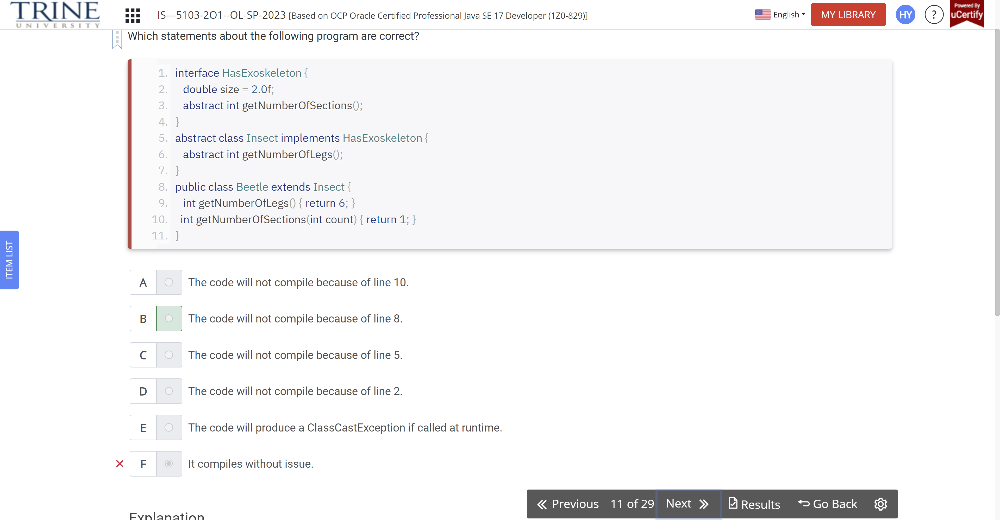 TRINE
UNIVERSITY
IS---5103-2O1--OL-SP-2023 [Based on OCP Oracle Certified Professional Java SE 17 Developer (1Z0-829)]
English
MY LIBRARY
HY
?
Powered By
uCertify
Which statements about the following program are correct?
1. interface HasExoskeleton {
2. double size = 2.0f;
3. abstract int getNumberOfSections();
4. }
5. abstract class Insect implements HasExoskeleton {
6. abstract int getNumberOfLegs();
7. }
8. public class Beetle extends Insect {
9. int getNumberOfLegs() { return 6; }
10. int getNumberOfSections(int count) { return 1; }
11. }
ITEM LIST
A The code will not compile because of line 10.
B The code will not compile because of line 8.
C The code will not compile because of line 5.
D The code will not compile because of line 2.
E The code will produce a ClassCastException if called at runtime.
F It compiles without issue.
Previous 11 of 29 Next Results Go Back
Explanation